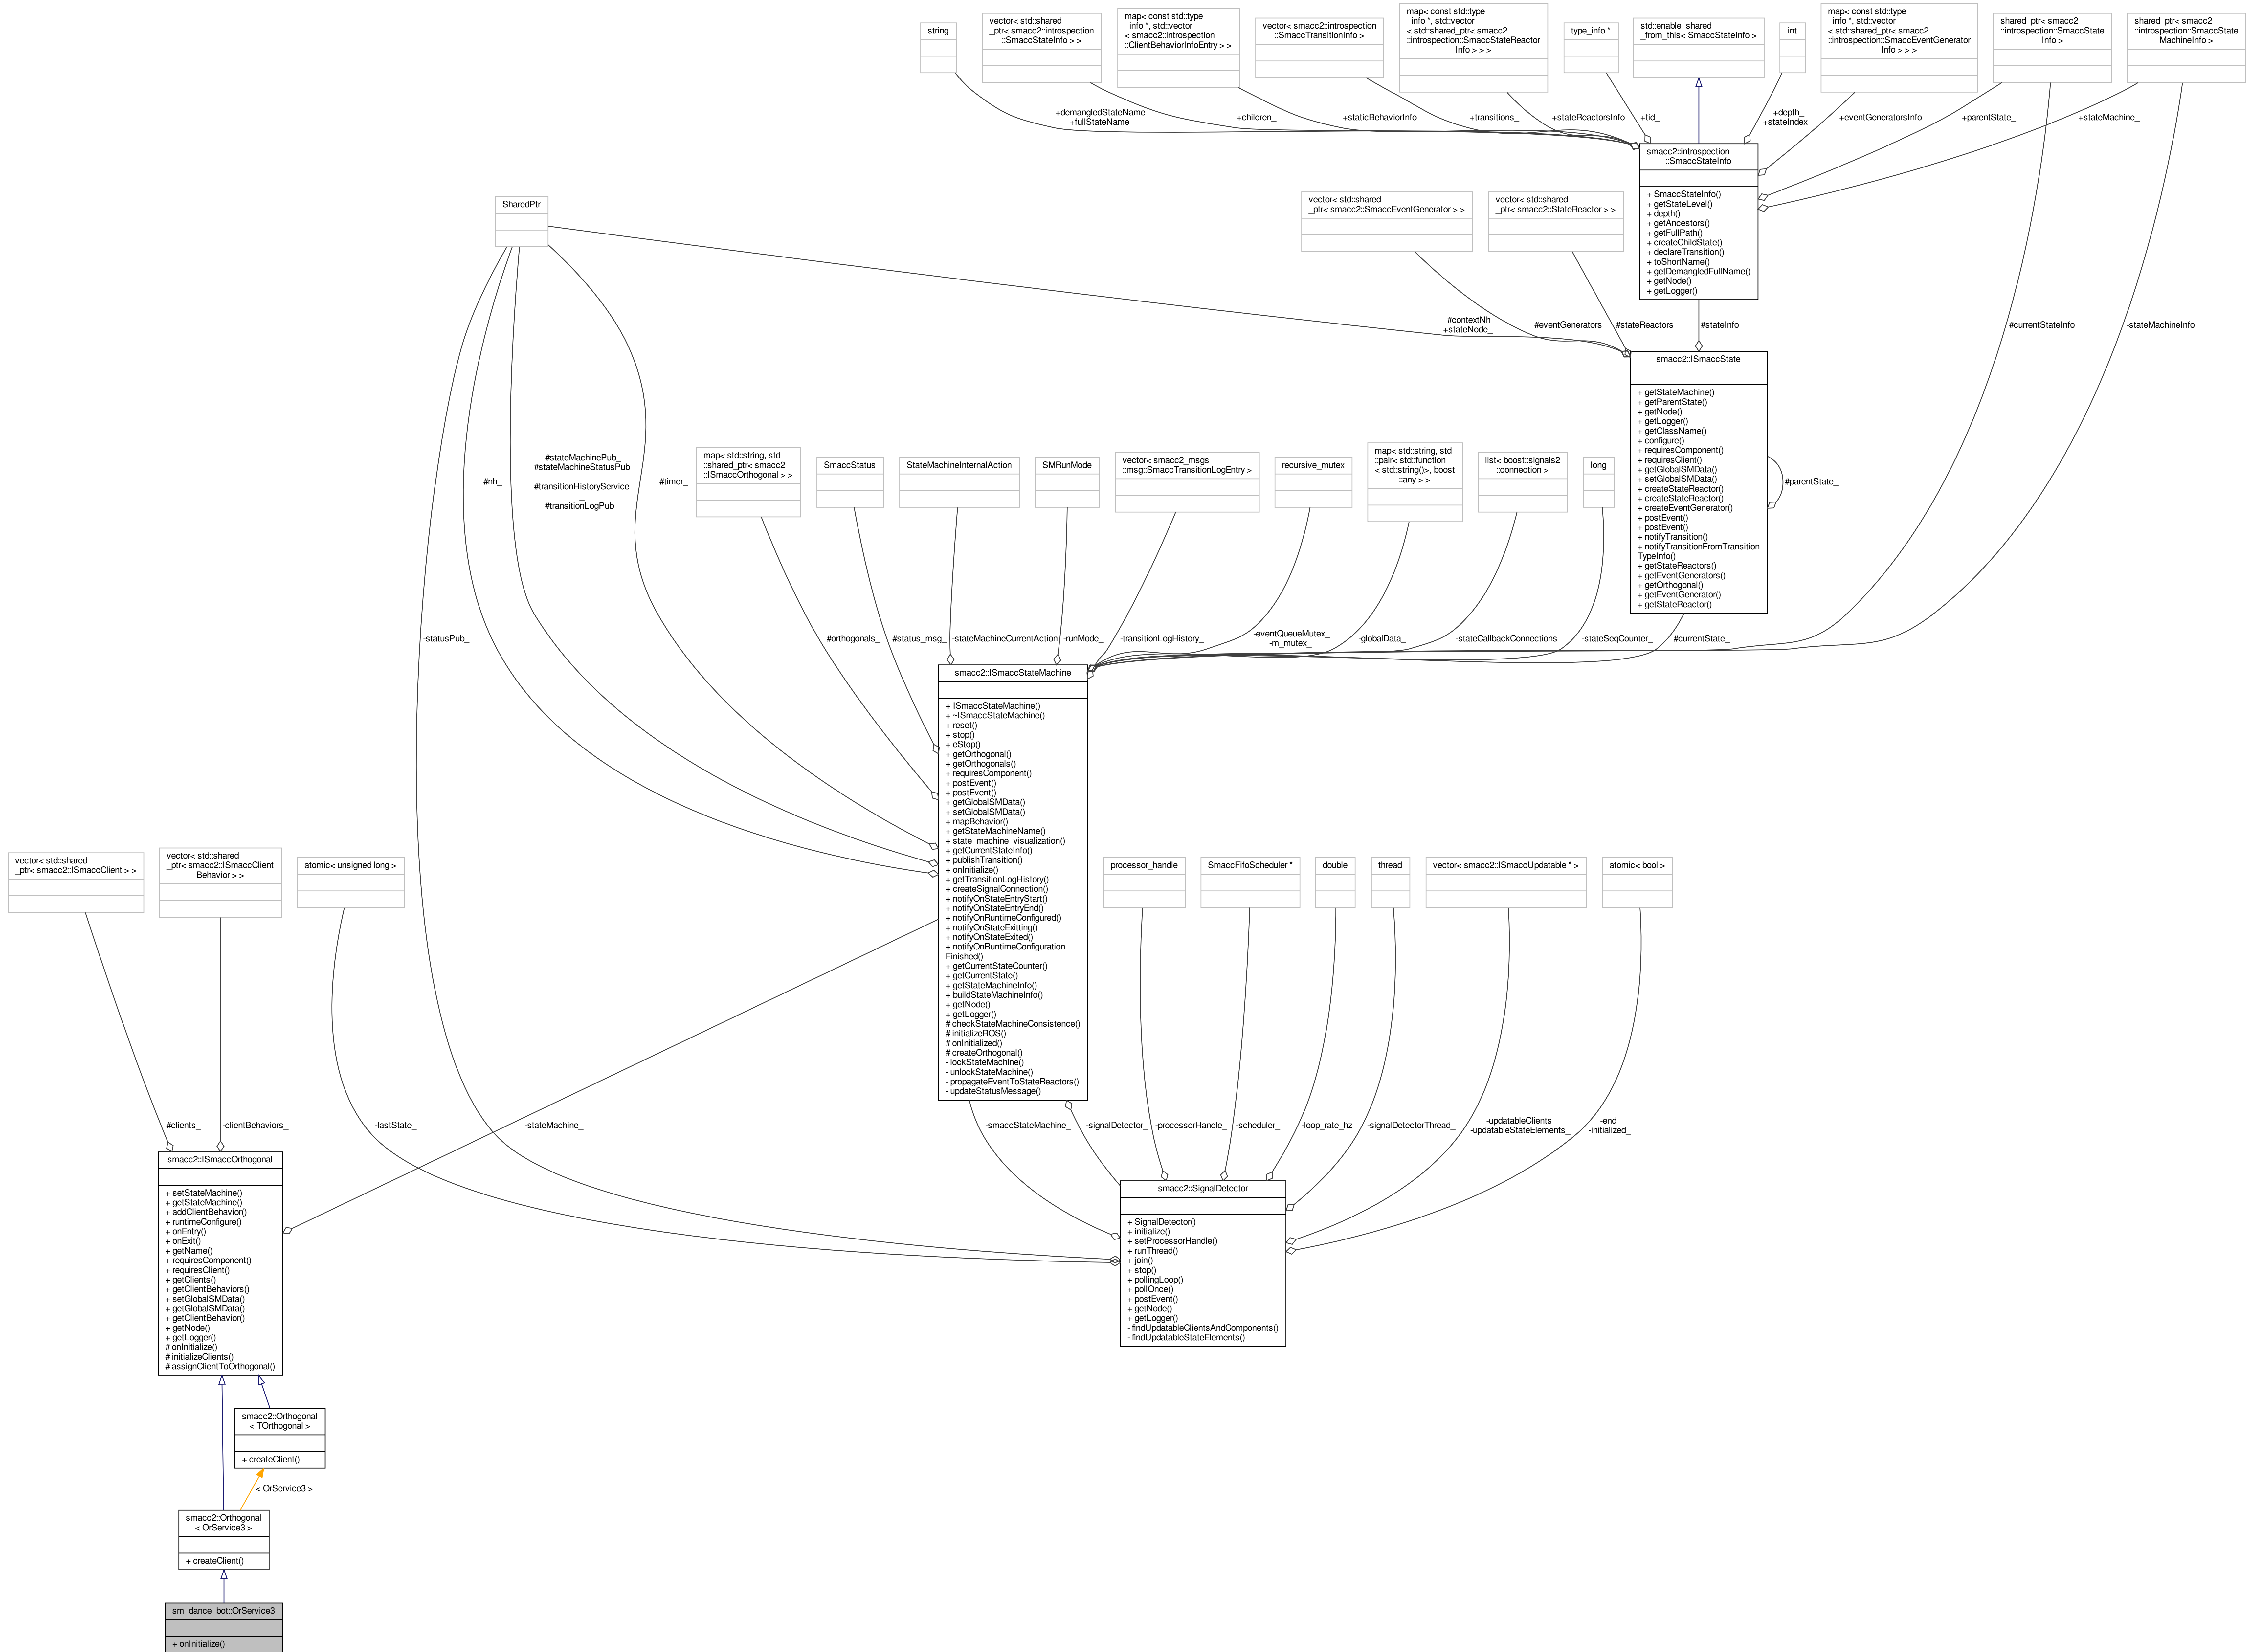 string
vector< std::shared
_ptr< smacc2::introspection
::SmaccStateInfo > >
map< const std::type
_info *, std::vector
< smacc2::introspection
::ClientBehaviorInfoEntry > >
vector< smacc2::introspection
::SmaccTransitionInfo >
map< const std::type
_info *, std::vector
< std::shared_ptr< smacc2
::introspection::SmaccStateReactor
Info > > >
type_info *
std::enable_shared
_from_this< SmaccStateInfo >
int
map< const std::type
_info *, std::vector
< std::shared_ptr< smacc2
::introspection::SmaccEventGenerator
Info > > >
shared_ptr< smacc2
::introspection::SmaccState
Info >
shared_ptr< smacc2
::introspection::SmaccState
MachineInfo >
+demangledStateName
+fullStateName
+children_
+staticBehaviorInfo
+transitions_
+stateReactorsInfo
+tid_
+depth_
+stateIndex_
+eventGeneratorsInfo
+parentState_
+stateMachine_
smacc2::introspection
::SmaccStateInfo
+ SmaccStateInfo()
+ getStateLevel()
+ depth()
+ getAncestors()
+ getFullPath()
+ createChildState()
+ declareTransition()
+ toShortName()
+ getDemangledFullName()
+ getNode()
+ getLogger()
SharedPtr
vector< std::shared
_ptr< smacc2::SmaccEventGenerator > >
vector< std::shared
_ptr< smacc2::StateReactor > >
#contextNh
+stateNode_
#eventGenerators_
#stateReactors_
#stateInfo_
#currentStateInfo_
-stateMachineInfo_
smacc2::ISmaccState
+ getStateMachine()
+ getParentState()
+ getNode()
+ getLogger()
+ getClassName()
+ configure()
+ requiresComponent()
+ requiresClient()
+ getGlobalSMData()
+ setGlobalSMData()
+ createStateReactor()
+ createStateReactor()
+ createEventGenerator()
+ postEvent()
+ postEvent()
+ notifyTransition()
+ notifyTransitionFromTransition
TypeInfo()
+ getStateReactors()
+ getEventGenerators()
+ getOrthogonal()
+ getEventGenerator()
+ getStateReactor()
#parentState_
#nh_
#stateMachinePub_
#stateMachineStatusPub
_
#transitionHistoryService
_
#transitionLogPub_
#timer_
map< std::string, std
::shared_ptr< smacc2
::ISmaccOrthogonal > >
SmaccStatus
StateMachineInternalAction
SMRunMode
vector< smacc2_msgs
::msg::SmaccTransitionLogEntry >
recursive_mutex
map< std::string, std
::pair< std::function
< std::string()>, boost
::any > >
list< boost::signals2
::connection >
long
-statusPub_
#orthogonals_
#status_msg_
-stateMachineCurrentAction
-runMode_
-transitionLogHistory_
-eventQueueMutex_
-m_mutex_
-globalData_
-stateCallbackConnections
-stateSeqCounter_
#currentState_
smacc2::ISmaccStateMachine
+ ISmaccStateMachine()
+ ~ISmaccStateMachine()
+ reset()
+ stop()
+ eStop()
+ getOrthogonal()
+ getOrthogonals()
+ requiresComponent()
+ postEvent()
+ postEvent()
+ getGlobalSMData()
+ setGlobalSMData()
+ mapBehavior()
+ getStateMachineName()
+ state_machine_visualization()
+ getCurrentStateInfo()
+ publishTransition()
+ onInitialize()
+ getTransitionLogHistory()
+ createSignalConnection()
+ notifyOnStateEntryStart()
+ notifyOnStateEntryEnd()
+ notifyOnRuntimeConfigured()
+ notifyOnStateExitting()
+ notifyOnStateExited()
+ notifyOnRuntimeConfiguration
Finished()
+ getCurrentStateCounter()
+ getCurrentState()
+ getStateMachineInfo()
+ buildStateMachineInfo()
+ getNode()
+ getLogger()
# checkStateMachineConsistence()
# initializeROS()
# onInitialized()
# createOrthogonal()
- lockStateMachine()
- unlockStateMachine()
- propagateEventToStateReactors()
- updateStatusMessage()
vector< std::shared
_ptr< smacc2::ISmaccClient > >
vector< std::shared
_ptr< smacc2::ISmaccClient
Behavior > >
atomic< unsigned long >
processor_handle
SmaccFifoScheduler *
double
thread
vector< smacc2::ISmaccUpdatable * >
atomic< bool >
#clients_
-clientBehaviors_
-lastState_
-stateMachine_
-smaccStateMachine_
-signalDetector_
-processorHandle_
-scheduler_
-loop_rate_hz
-signalDetectorThread_
-updatableClients_
-updatableStateElements_
-end_
-initialized_
smacc2::ISmaccOrthogonal
+ setStateMachine()
+ getStateMachine()
+ addClientBehavior()
+ runtimeConfigure()
+ onEntry()
+ onExit()
+ getName()
+ requiresComponent()
+ requiresClient()
+ getClients()
+ getClientBehaviors()
+ setGlobalSMData()
+ getGlobalSMData()
+ getClientBehavior()
+ getNode()
+ getLogger()
# onInitialize()
# initializeClients()
# assignClientToOrthogonal()
smacc2::SignalDetector
+ SignalDetector()
+ initialize()
+ setProcessorHandle()
+ runThread()
+ join()
+ stop()
+ pollingLoop()
+ pollOnce()
+ postEvent()
+ getNode()
+ getLogger()
- findUpdatableClientsAndComponents()
- findUpdatableStateElements()
smacc2::Orthogonal
< TOrthogonal >
+ createClient()
< OrService3 >
smacc2::Orthogonal
< OrService3 >
+ createClient()
sm_dance_bot::OrService3
+ onInitialize()